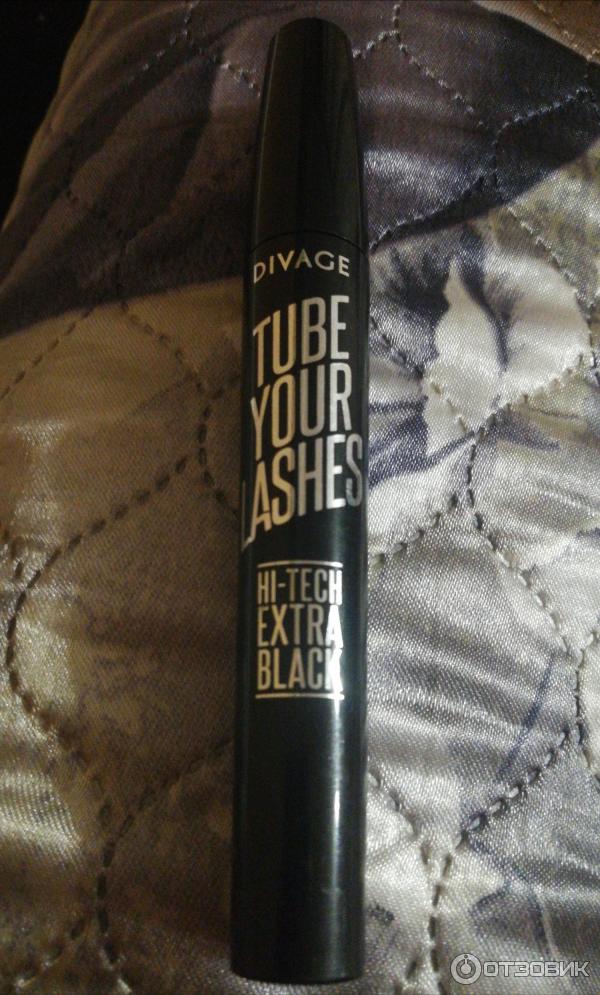 DIVAGE
TUBE
YOUR
LASHES
HI-TECH
EXTRA
BLACK
ОТЗОВИК